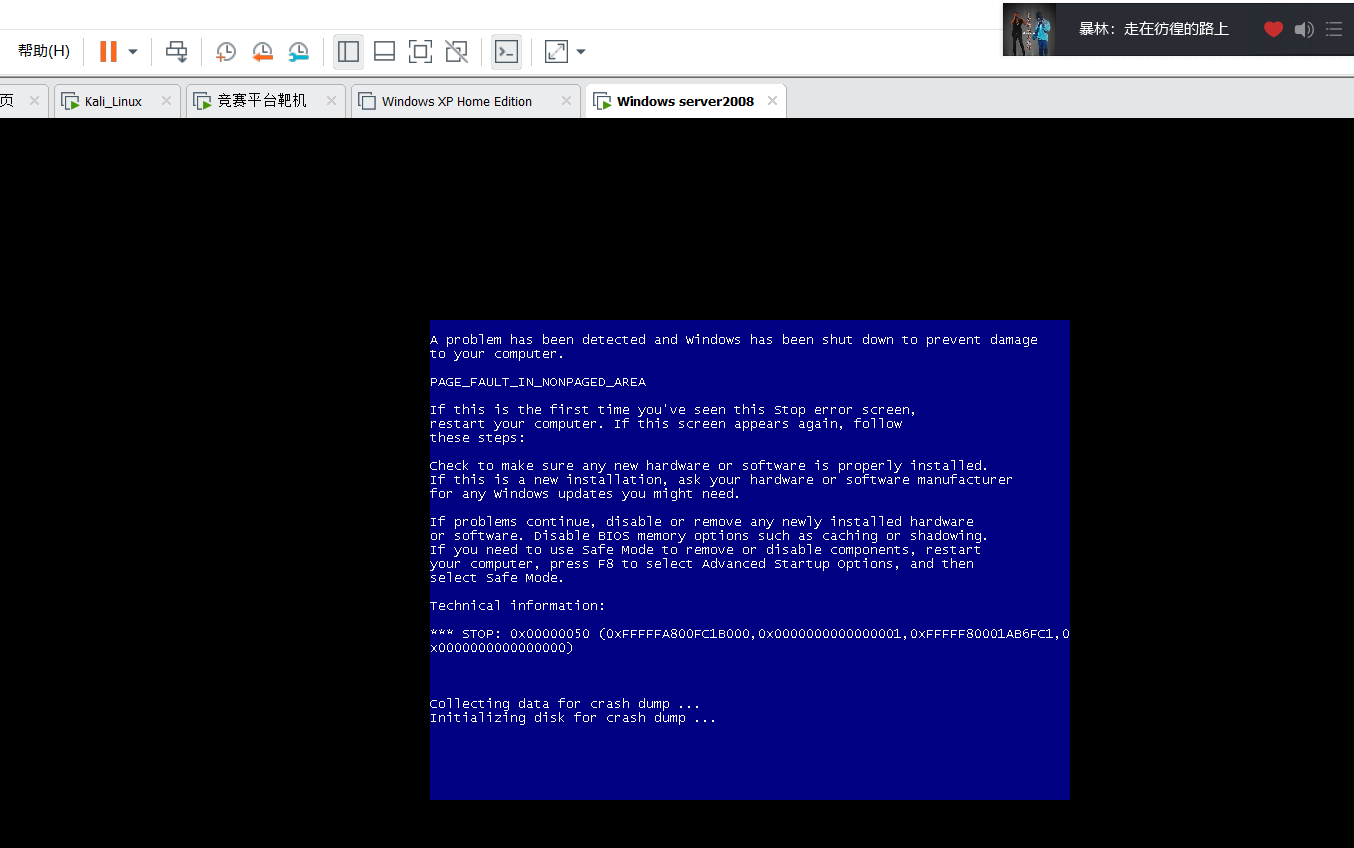 暴林：走在彷徨的路上
帮助(H)
页
Kali_Linux
竞赛平台靶机
Windows XP Home Edition
Windows server2008
A problem has been detected and Windows has been shut down to prevent damage
to your computer.
PAGE_FAULT_IN_NONPAGED_AREA
If this is the first time you've seen this Stop error screen,
restart your computer. If this screen appears again, follow
these steps:
Check to make sure any new hardware or software is properly installed.
If this is a new installation, ask your hardware or software manufacturer
for any Windows updates you might need.
If problems continue, disable or remove any newly installed hardware
or software. Disable BIOS memory options such as caching or shadowing.
If you need to use Safe Mode to remove or disable components, restart
your computer, press F8 to select Advanced Startup Options, and then
select Safe Mode.
Technical information:
*** STOP: 0x00000050 (0xFFFFFA800FC1B000,0x0000000000000001,0xFFFFF80001AB6FC1,0
x0000000000000000)
Collecting data for crash dump ...
Initializing disk for crash dump ...